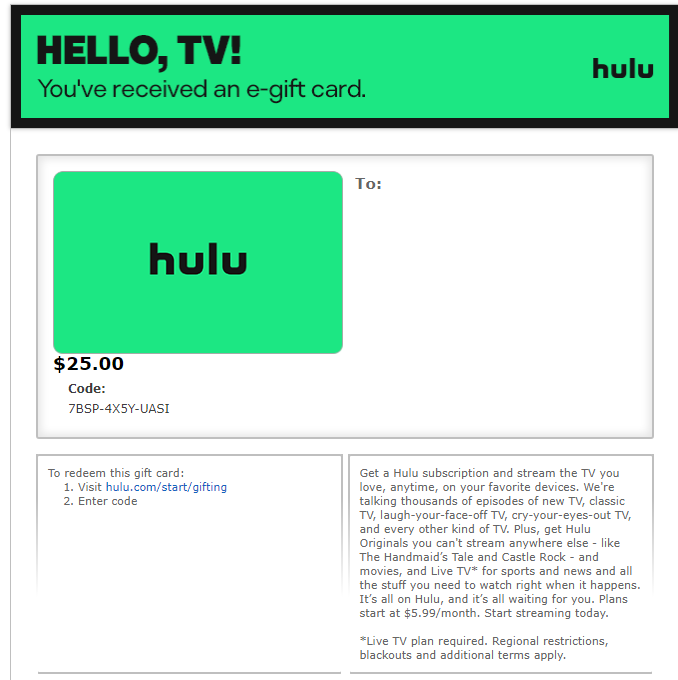 HELLO, TV!
You've received an e-gift card.
hulu
hulu
To:
$25.00
Code:
7BSP-4X5Y-UASI
To redeem this gift card:
1. Visit hulu.com/start/gifting
2. Enter code
Get a Hulu subscription and stream the TV you
love, anytime, on your favorite devices. We're
talking thousands of episodes of new TV, classic
TV, laugh-your-face-off TV, cry-your-eyes-out TV,
and every other kind of TV. Plus, get Hulu
Originals you can't stream anywhere else - like
The Handmaid’s Tale and Castle Rock - and
movies, and Live TV* for sports and news and all
the stuff you need to watch right when it happens.
It’s all on Hulu, and it’s all waiting for you. Plans
start at $5.99/month. Start streaming today.
*Live TV plan required. Regional restrictions,
blackouts and additional terms apply.